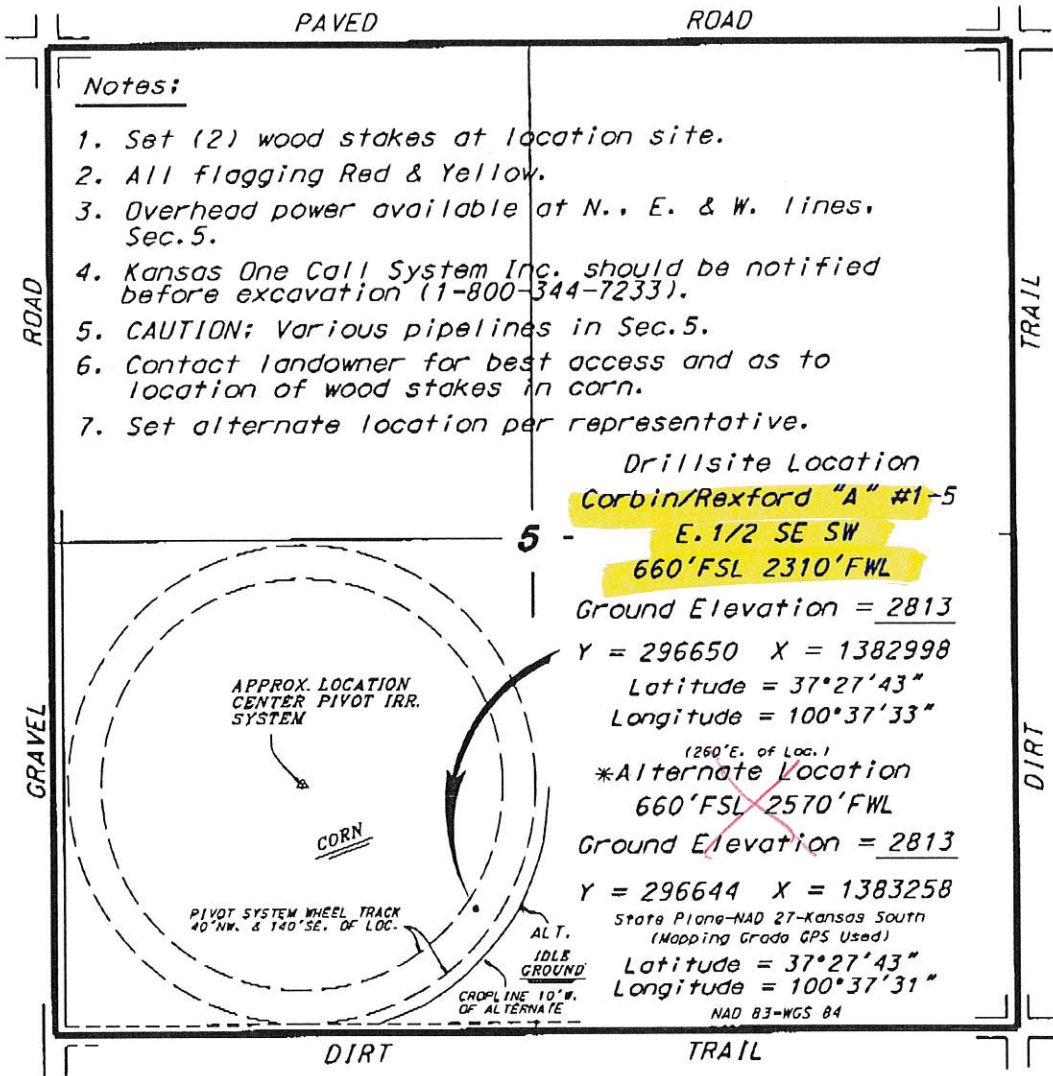 PAVED ROAD
Notes:
1. Set (2) wood stakes at location site.
2. All flagging Red & Yellow.
3. Overhead power available at N., E. & W. lines,
Sec.5.
4. Kansas One Call System Inc. should be notified
before excavation (1-800-344-7233).
5. CAUTION: Various pipelines in Sec.5.
6. Contact landowner for best access and as to
location of wood stakes in corn.
7. Set alternate location per representative.
ROAD
GRAVEL
TRAIL
DIRT
Drillsite Location
Corbin/Rexford "A" #1-5
E.1/2 SE SW
660'FSL 2310'FWL
5
Ground Elevation = 2813
Y = 296650 X = 1382998
Latitude = 37°27'43"
Longitude = 100°37'33"
(260'E. of Loc.)
*Alternate Location
660'FSL 2570'FWL
Ground Elevation = 2813
Y = 296644 X = 1383258
State Plane-NAD 27-Kansas South
(Mapping Grade GPS Used)
Latitude = 37°27'43"
Longitude = 100°37'31"
NAD 83=WGS 84
APPROX. LOCATION
CENTER PIVOT IRR.
SYSTEM
CORN
PIVOT SYSTEM WHEEL TRACK
40'NW. & 140'SE. OF LOC.
ALT.
IDLE
GROUND
CROPLINE 10'W.
OF ALTERNATE
DIRT TRAIL